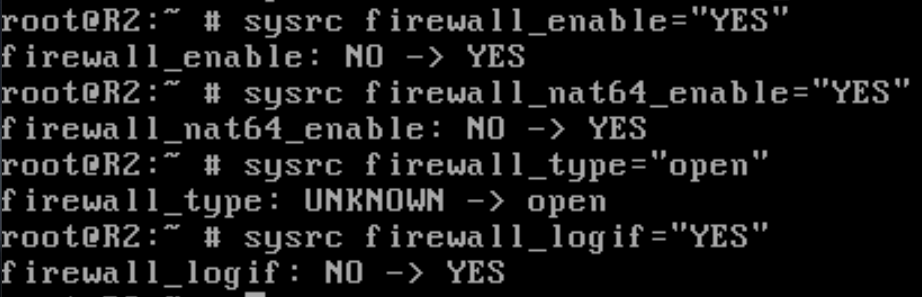 root@R2:~ # sysrc firewall_enable="YES"
firewall_enable: NO -> YES
root@R2:~ # sysrc firewall_nat64_enable="YES"
firewall_nat64_enable: NO -> YES
root@R2:~ # sysrc firewall_type="open"
firewall_type: UNKNOWN -> open
root@R2:~ # sysrc firewall_logif="YES"
firewall_logif: NO -> YES